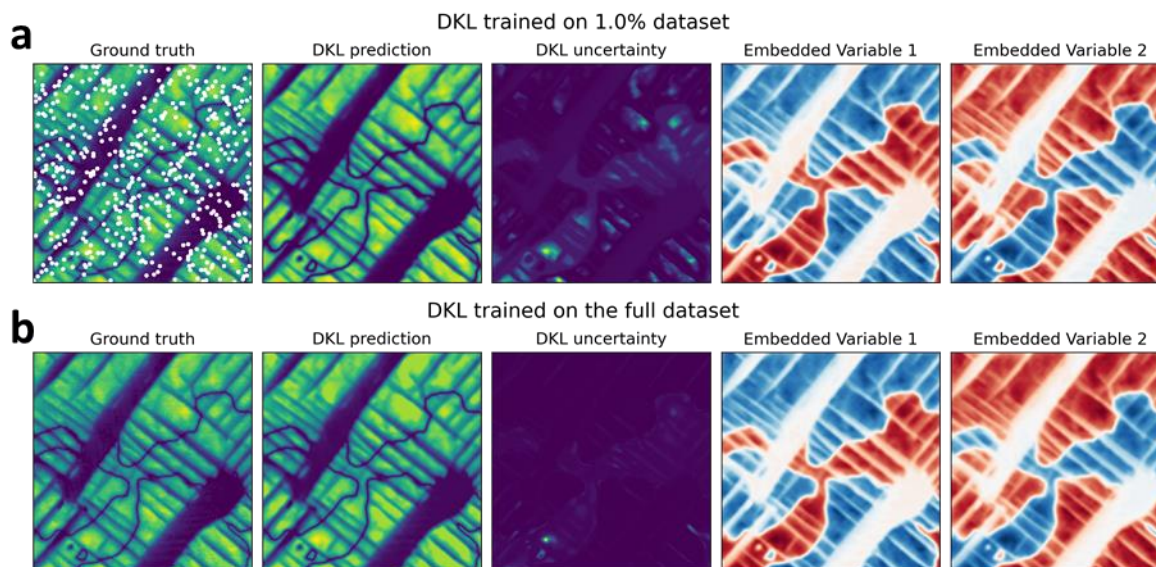 DKL trained on 1.0% dataset
a
Ground truth
DKL prediction
DKL uncertainty
Embedded Variable 1
Embedded Variable 2
DKL trained on the full dataset
b
Ground truth
DKL prediction
DKL uncertainty
Embedded Variable 1
Embedded Variable 2